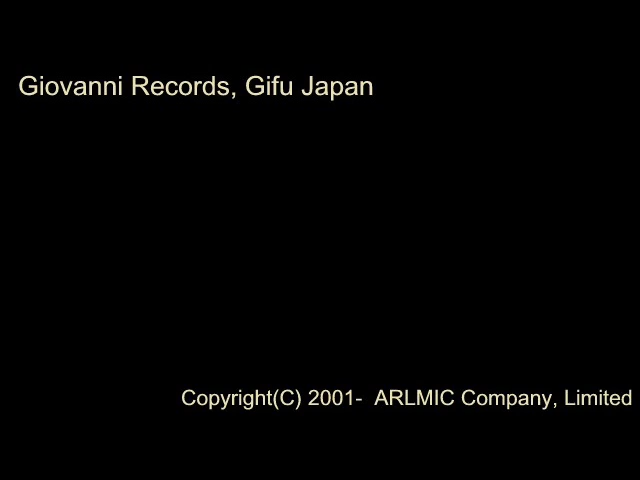 Giovanni Records, Gifu Japan
Copyright(C) 2001-  ARLMIC Company, Limited